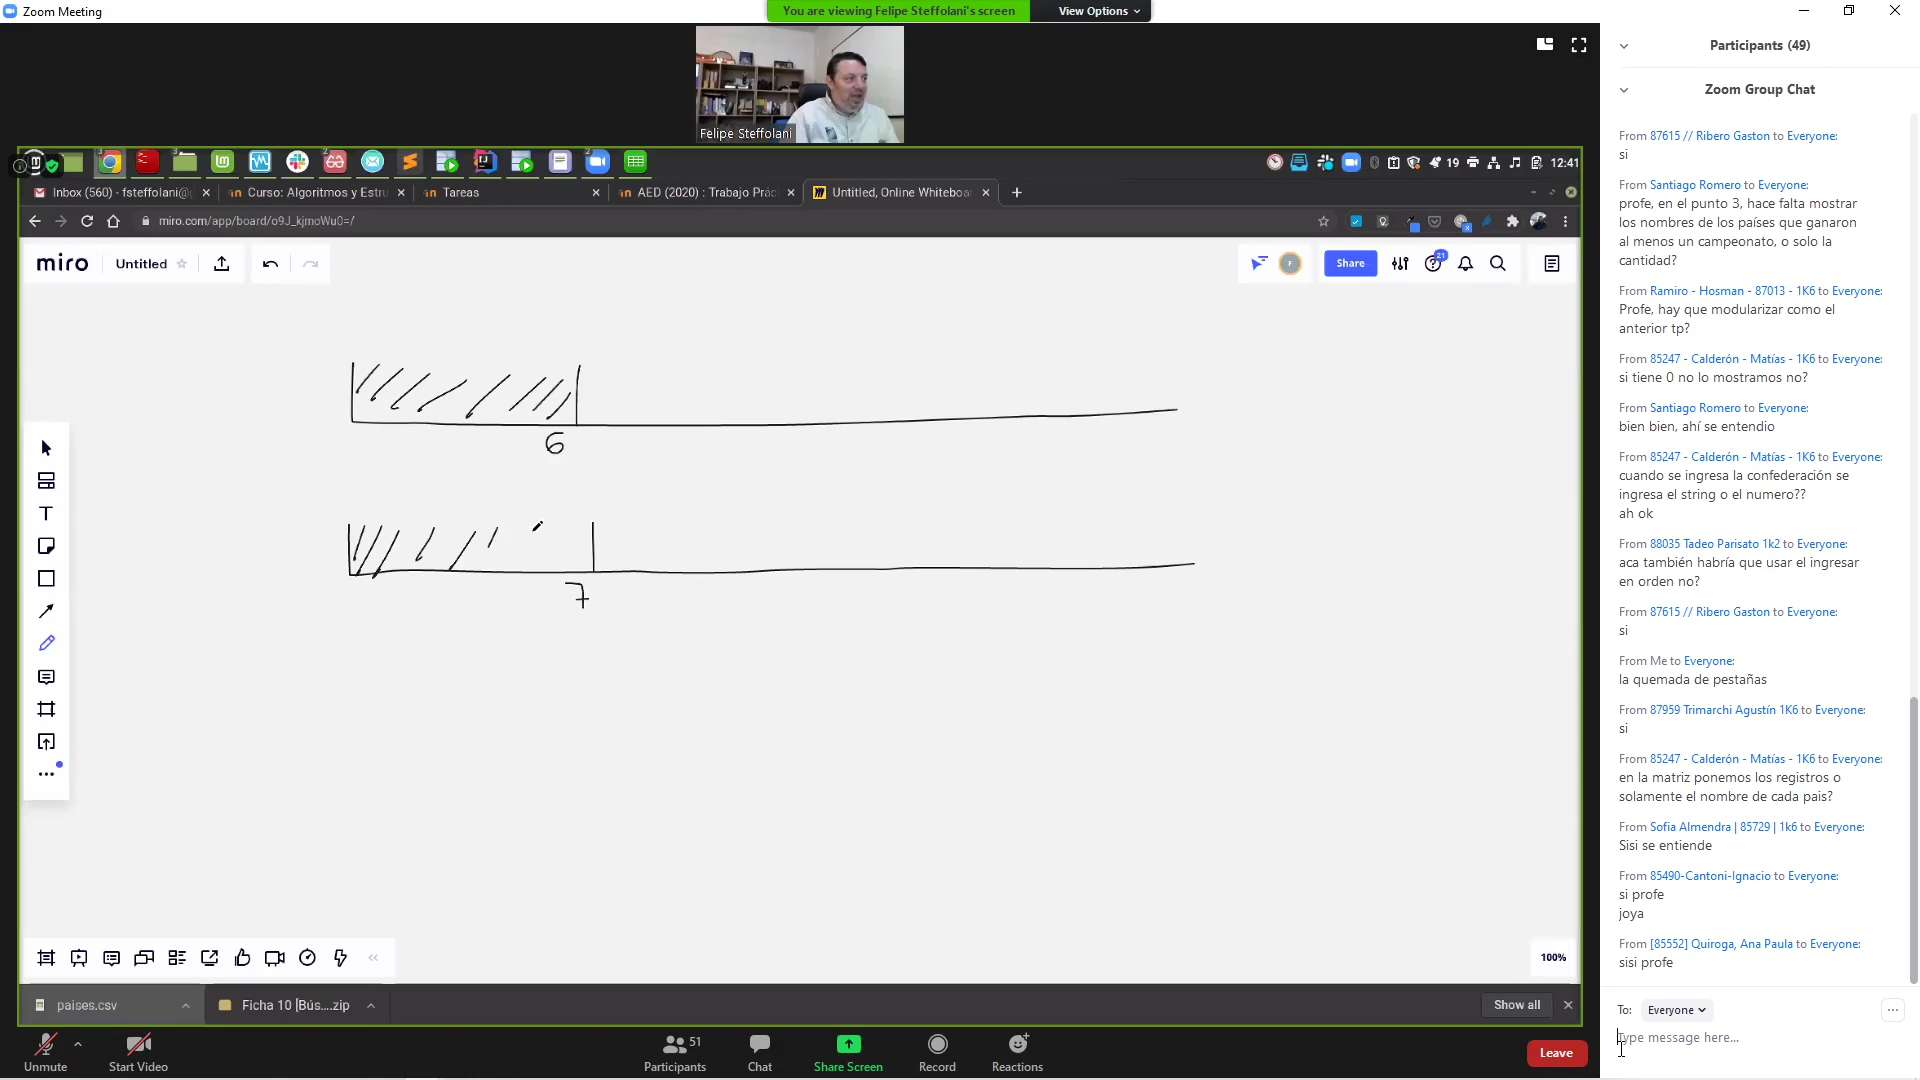 Zoom Meeting
You are viewing Felipe Steffolani's screen
View Options
Felipe Steffolani
12:41
19
Inbox (560) - fsteffolani@
Curso: Algoritmos y Estru
Tareas
AED (2020) : Trabajo Prác
Untitled, Online Whiteboar
miro.com/app/board/o9J_kjmoWu0=/
miro
Untitled
Share
21
6
7
100%
paises.csv
Ficha 10 [Bús....zip
Show all
Unmute
Start Video
51
Participants
Chat
Share Screen
Record
Reactions
Leave
Participants (49)
Zoom Group Chat
From 87615 // Ribero Gaston to Everyone:
si
From Santiago Romero to Everyone:
profe, en el punto 3, hace falta mostrar
los nombres de los países que ganaron
al menos un campeonato, o solo la
cantidad?
From Ramiro - Hosman - 87013 - 1K6 to Everyone:
Profe, hay que modularizar como el
anterior tp?
From 85247 - Calderón - Matías - 1K6 to Everyone:
si tiene 0 no lo mostramos no?
From Santiago Romero to Everyone:
bien bien, ahí se entendio
From 85247 - Calderón - Matías - 1K6 to Everyone:
cuando se ingresa la confederación se
ingresa el string o el numero??
ah ok
From 88035 Tadeo Parisato 1k2 to Everyone:
aca también habría que usar el ingresar
en orden no?
From 87615 // Ribero Gaston to Everyone:
si
From Me to Everyone:
la quemada de pestañas
From 87959 Trimarchi Agustín 1K6 to Everyone:
si
From 85247 - Calderón - Matías - 1K6 to Everyone:
en la matriz ponemos los registros o
solamente el nombre de cada pais?
From Sofia Almendra | 85729 | 1k6 to Everyone:
Sisi se entiende
From 85490-Cantoni-Ignacio to Everyone:
si profe
joya
From [85552] Quiroga, Ana Paula to Everyone:
sisi profe
To: Everyone
Type message here...